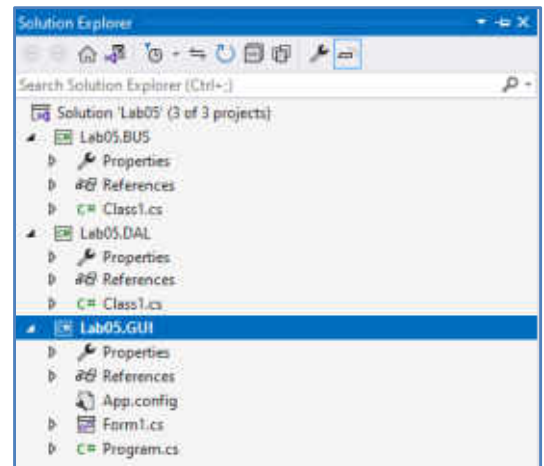 Solution Explorer
Search Solution Explorer (Ctrl+;)
Solution 'Lab05' (3 of 3 projects)
Lab05.BUS
Properties
References
C# Class1.cs
Lab05.DAL
Properties
References
C# Class1.cs
Lab05.GUI
Properties
References
App.config
Form1.cs
C# Program.cs